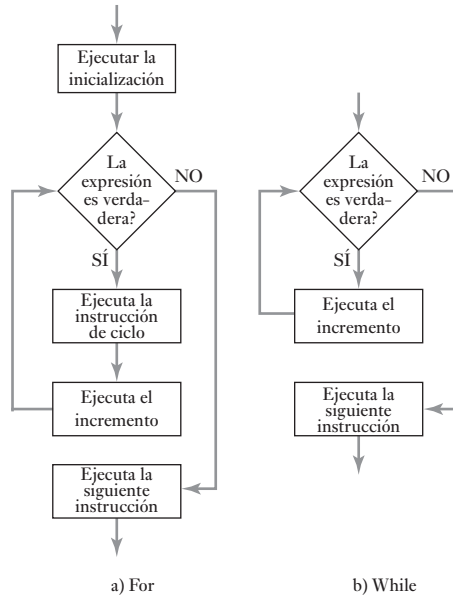 Ejecutar la
inicialización
La
expresión
es verda-
dera?
NO
SÍ
Ejecuta la
instrucción
de ciclo
Ejecuta el
incremento
Ejecuta la
siguiente
instrucción
a) For
La
expresión
es verda-
dera?
NO
SÍ
Ejecuta el
incremento
Ejecuta la
siguiente
instrucción
b) While